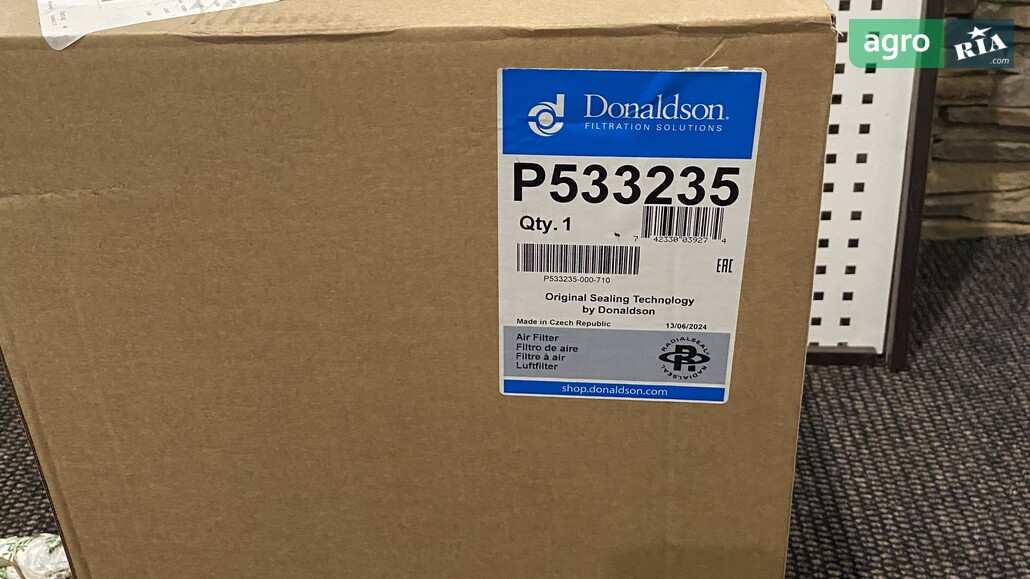 agro
RIA
.com
Donaldson.
FILTRATION SOLUTIONS
P533235
Qty. 1
7 42330 03927 4
P533235-000-710
EAC
Original Sealing Technology
by Donaldson
Made in Czech Republic 13/06/2024
Air Filter
Filtro de aire
Filtre à air
Luftfilter
RADIALSEAL
RADIALSEAL
shop.donaldson.com